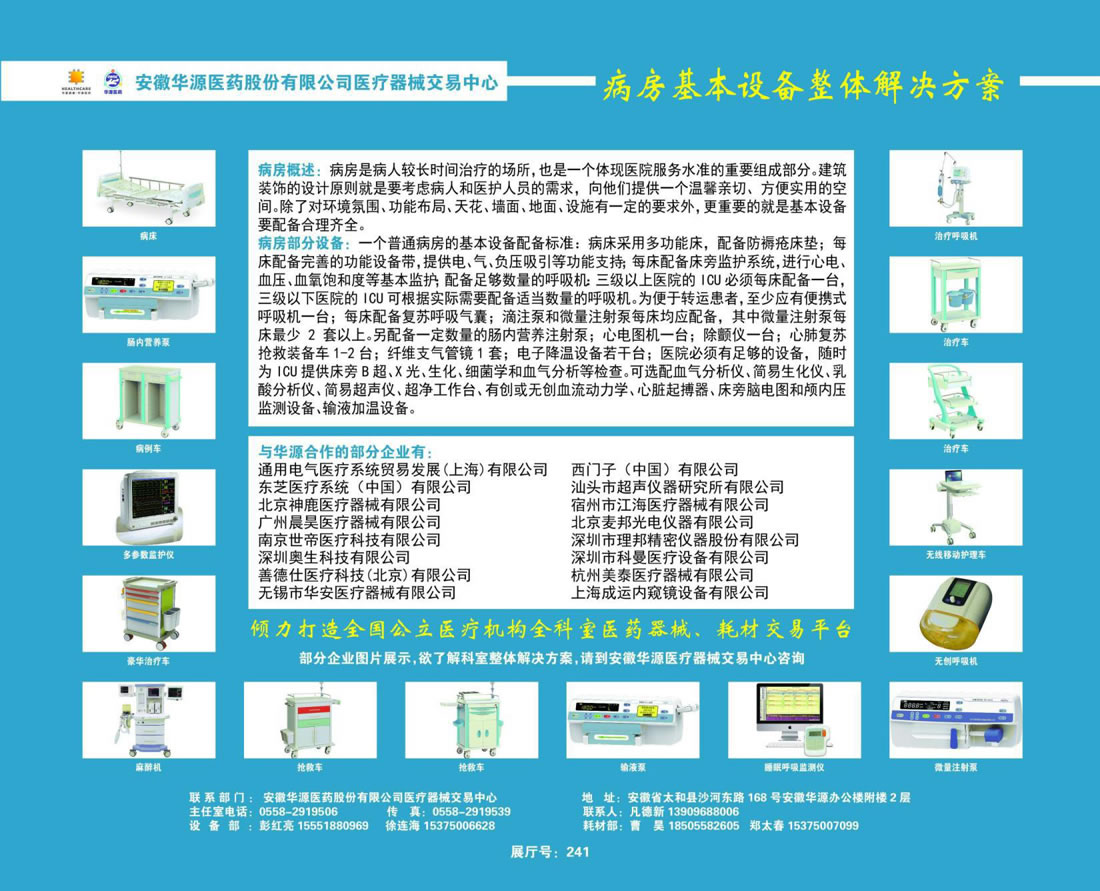 HEALTHCARE
华源医药
安徽华源医药股份有限公司医疗器械交易中心
病房基本设备整体解决方案
病房概述：病房是病人较长时间治疗的场所，也是一个体现医院服务水准的重要组成部分。建筑
装饰的设计原则就是要考虑病人和医护人员的需求，向他们提供一个温馨亲切、方便实用的空
间。除了对环境氛围、功能布局、天花、墙面、地面、设施有一定的要求外，更重要的就是基本设备
要配备合理齐全。
病房部分设备：一个普通病房的基本设备配备标准：病床采用多功能床，配备防褥疮床垫；每
床配备完善的功能设备带，提供电、气、负压吸引等功能支持；每床配备床旁监护系统，进行心电、
血压、血氧饱和度等基本监护；配备足够数量的呼吸机：三级以上医院的ICU必须每床配备一台，
三级以下医院的ICU可根据实际需要配备适当数量的呼吸机。为便于转运患者，至少应有便携式
呼吸机一台；每床配备复苏呼吸气囊；滴注泵和微量注射泵每床均应配备，其中微量注射泵每
床最少 2 套以上。另配备一定数量的肠内营养注射泵；心电图机一台；除颤仪一台；心肺复苏
抢救装备车1-2台；纤维支气管镜1套；电子降温设备若干台；医院必须有足够的设备，随时
为ICU提供床旁B超、X光、生化、细菌学和血气分析等检查。可选配血气分析仪、简易生化仪、乳
酸分析仪、简易超声仪、超净工作台、有创或无创血流动力学、心脏起搏器、床旁脑电图和颅内压
监测设备、输液加温设备。
与华源合作的部分企业有：
通用电气医疗系统贸易发展(上海)有限公司 西门子（中国）有限公司
东芝医疗系统（中国）有限公司 汕头市超声仪器研究所有限公司
北京神鹿医疗器械有限公司 宿州市江海医疗器械有限公司
广州晨昊医疗器械有限公司 北京麦邦光电仪器有限公司
南京世帝医疗科技有限公司 深圳市理邦精密仪器股份有限公司
深圳奥生科技有限公司 深圳市科曼医疗设备有限公司
善德仕医疗科技(北京)有限公司 杭州美泰医疗器械有限公司
无锡市华安医疗器械有限公司 上海成运内窥镜设备有限公司
倾力打造全国公立医疗机构全科室医药器械、耗材交易平台
部分企业图片展示，欲了解科室整体解决方案，请到安徽华源医疗器械交易中心咨询
病床
肠内营养泵
病例车
多参数监护仪
豪华治疗车
治疗呼吸机
治疗车
治疗车
无线移动护理车
无创呼吸机
麻醉机
抢救车
抢救车
输液泵
睡眠呼吸监测仪
微量注射泵
联系部门：安徽华源医药股份有限公司医疗器械交易中心
主任室电话：0558-2919506 传 真：0558-2919539
设 备 部：彭红亮 15551880969 徐连海 15375006628
地 址：安徽省太和县沙河东路168号安徽华源办公楼附楼2层
联系人：凡德新 13909688006
耗材部：曹 昊 18505582605 郑太春 15375007099
展厅号：241